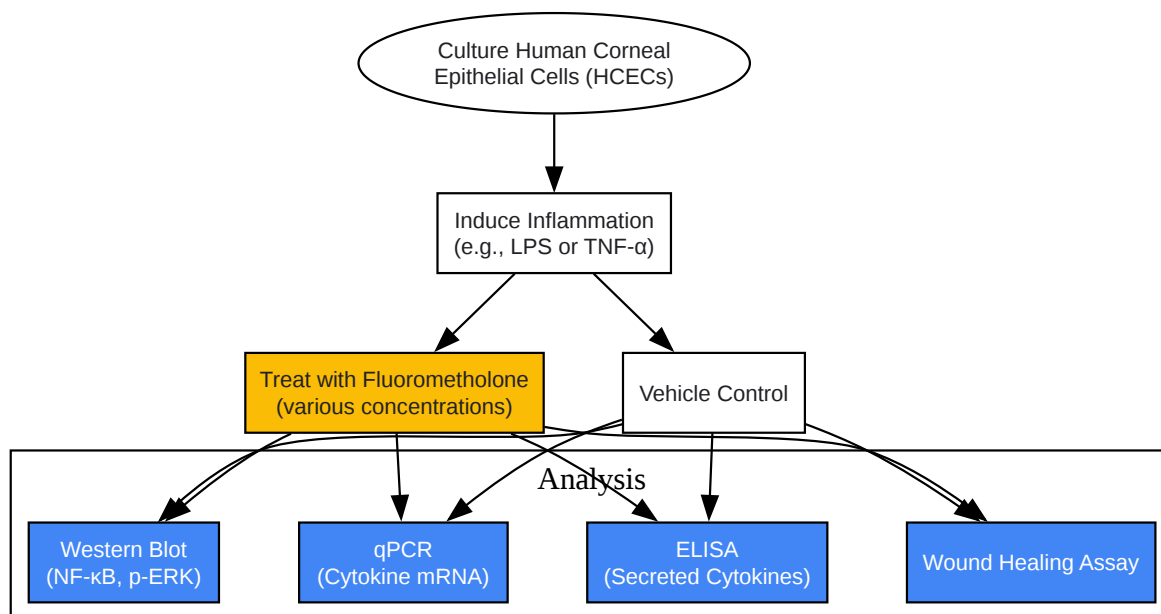 Culture Human Corneal
Epithelial Cells (HCECs)
Induce Inflammation
(e.g., LPS or TNF-α)
Treat with Fluorometholone
(various concentrations)
Vehicle Control
Analysis
Western Blot
(NF-κB, p-ERK)
qPCR
(Cytokine mRNA)
ELISA
(Secreted Cytokines)
Wound Healing Assay